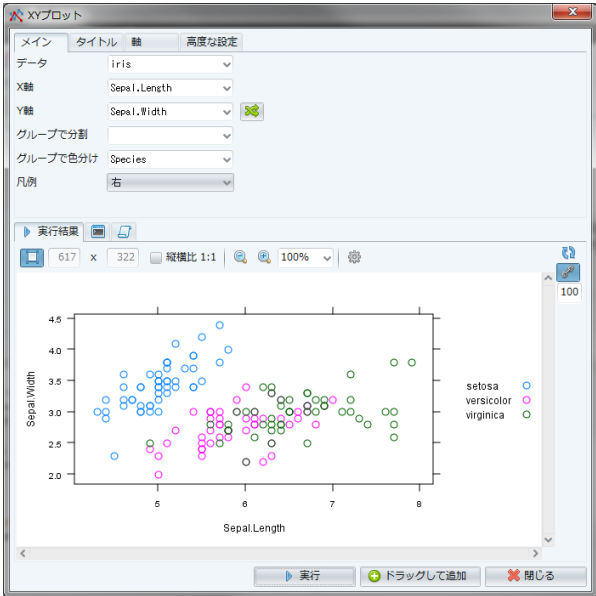 XYプロット
メイン タイトル 軸 高度な設定
データ iris
X軸 Sepal.Length
Y軸 Sepal.Width
グループで分割
グループで色分け Species
凡例 右
実行結果
617 x 322 縦横比 1:1 100%
100
4.5
4.0
3.5
3.0
2.5
2.0
Sepal.Width
setosa
versicolor
virginica
5 6 7 8
Sepal.Length
実行 ドラッグして追加 閉じる